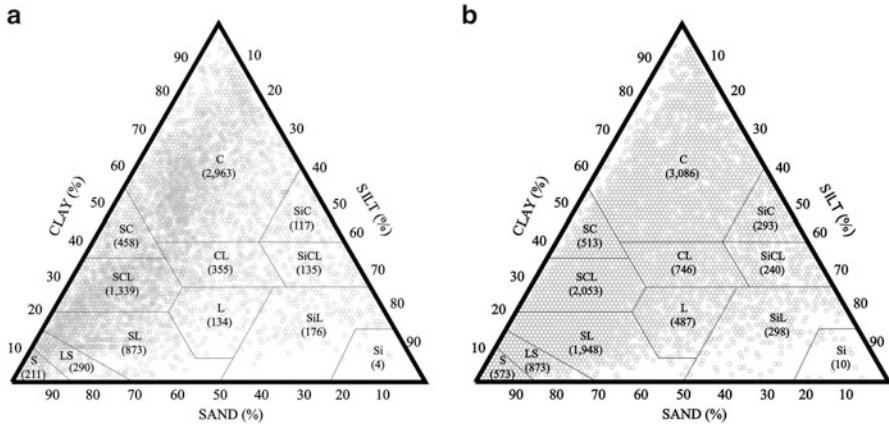 a
b
90
80
70
60
50
40
30
20
10
CLAY (%)
10
20
30
40
50
60
70
80
90
SILT (%)
90
80
70
60
50
40
30
20
10
SAND (%)
C
(2,963)
SiC
(117)
SC
(458)
CL
(355)
SiCL
(135)
SCL
(1,339)
L
(134)
SiL
(176)
SL
(873)
S
(211)
LS
(290)
Si
(4)
90
80
70
60
50
40
30
20
10
CLAY (%)
10
20
30
40
50
60
70
80
90
SILT (%)
90
80
70
60
50
40
30
20
10
SAND (%)
C
(3,086)
SiC
(293)
SC
(513)
CL
(746)
SiCL
(240)
SCL
(2,053)
L
(487)
SiL
(298)
SL
(1,948)
S
(573)
LS
(873)
Si
(10)